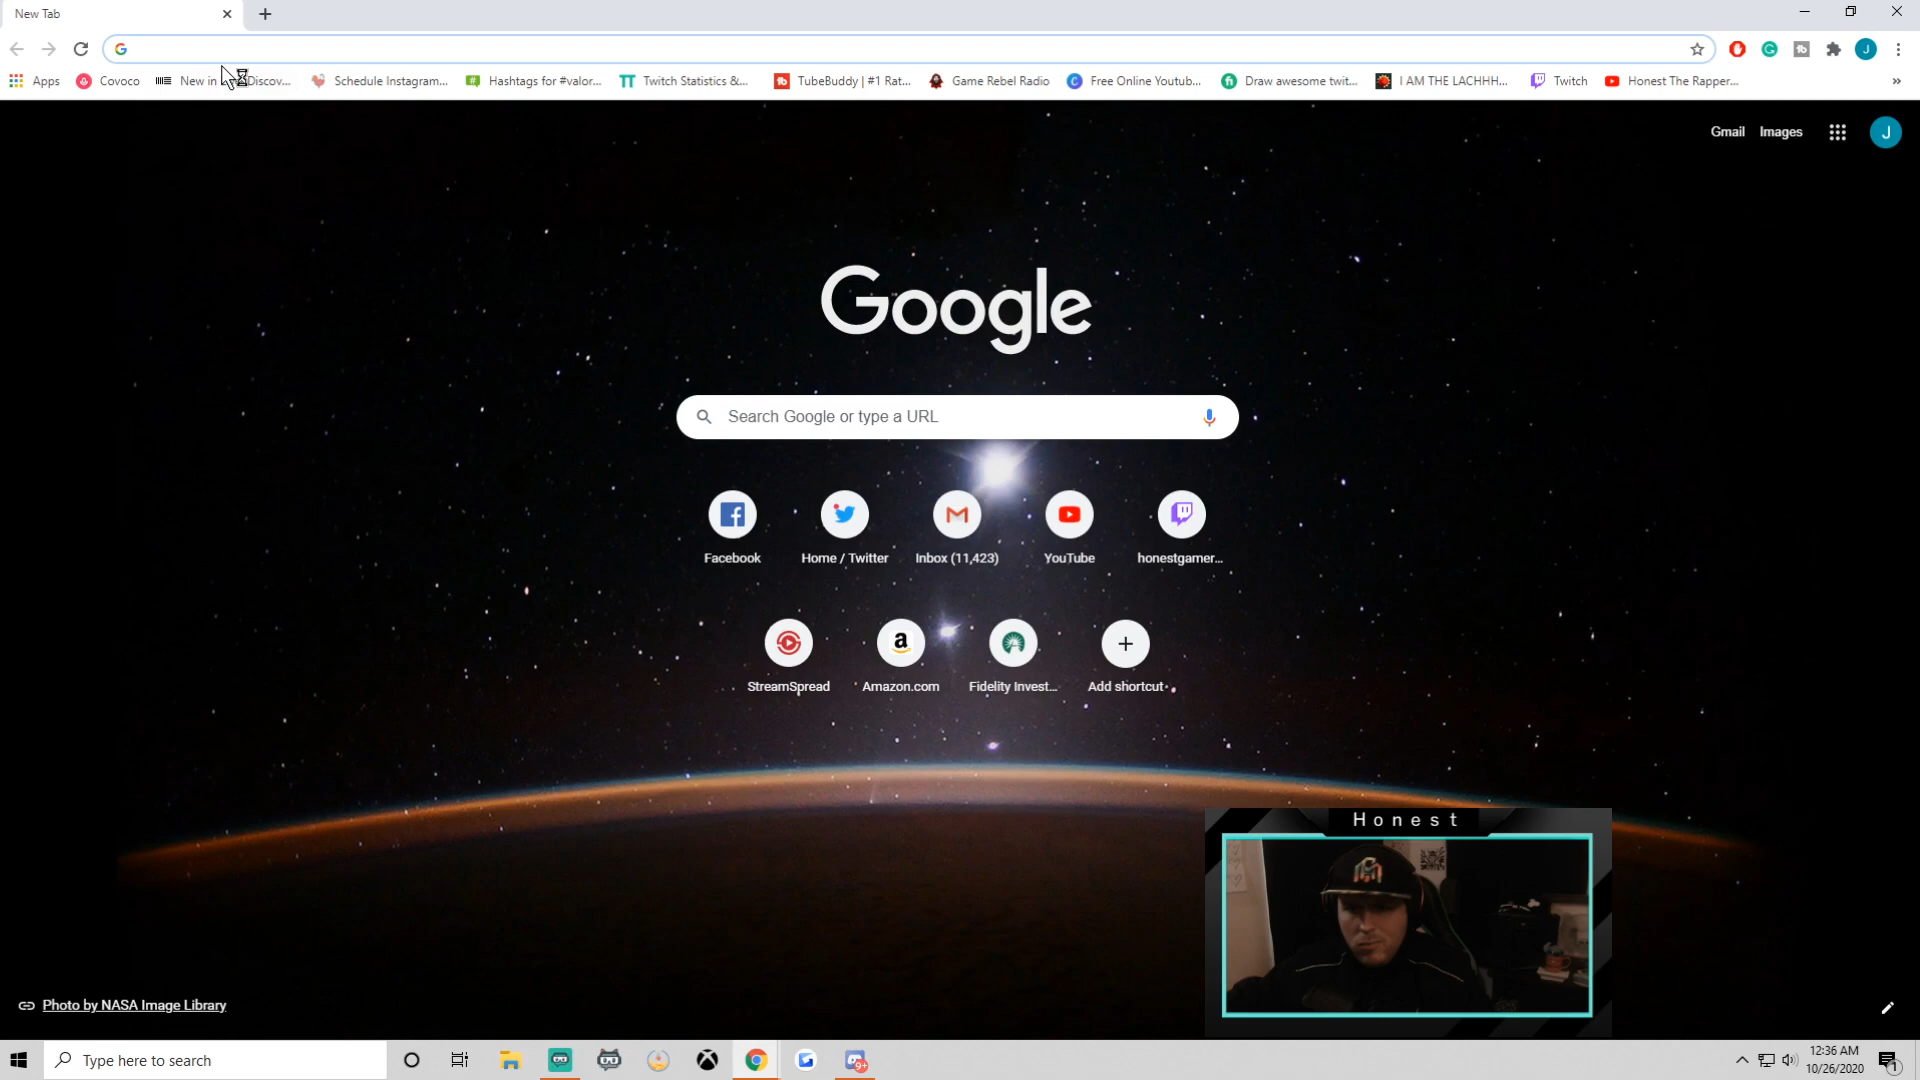 New Tab
Apps Covoco New in Discov... Schedule Instagram... Hashtags for #valor... Twitch Statistics &... TubeBuddy | #1 Rat... Game Rebel Radio Free Online Youtub... Draw awesome twit... I AM THE LACHHH... Twitch Honest The Rapper... »
Gmail Images J
Google
Search Google or type a URL
Facebook Home / Twitter Inbox (11,423) YouTube honestgamer...
StreamSpread Amazon.com Fidelity Invest... Add shortcut
Honest
Photo by NASA Image Library
Type here to search
9+
12:36 AM
10/26/2020
1